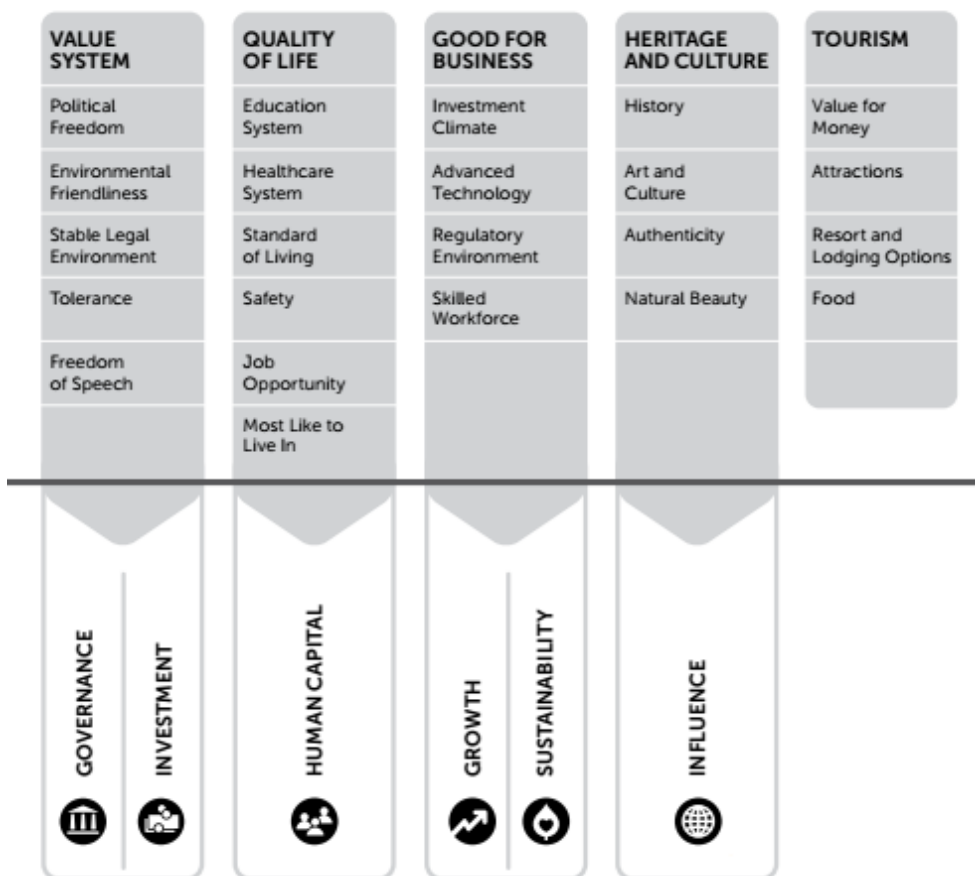 VALUE
SYSTEM
Political
Freedom
Environmental
Friendliness
Stable Legal
Environment
Tolerance
Freedom
of Speech
QUALITY
OF LIFE
Education
System
Healthcare
System
Standard
of Living
Safety
Job
Opportunity
Most Like to
Live In
GOOD FOR
BUSINESS
Investment
Climate
Advanced
Technology
Regulatory
Environment
Skilled
Workforce
HERITAGE
AND CULTURE
History
Art and
Culture
Authenticity
Natural Beauty
TOURISM
Value for
Money
Attractions
Resort and
Lodging Options
Food
GOVERNANCE
INVESTMENT
HUMAN CAPITAL
GROWTH
SUSTAINABILITY
INFLUENCE